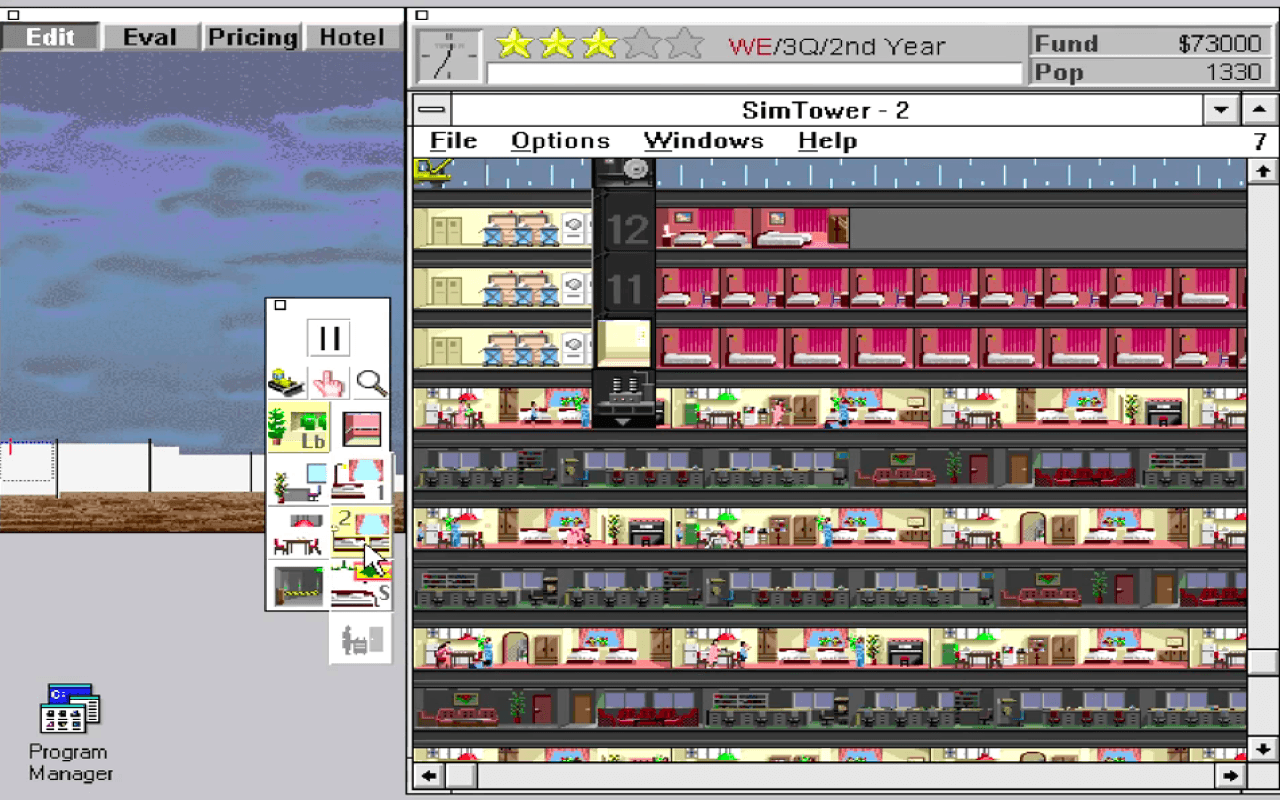 Edit Eval Pricing Hotel
WE/3Q/2nd Year
Fund $73000
Pop 1330
SimTower - 2
File Options Windows Help 7
12
11
Lb
1
2
S
C:\
Program
Manager